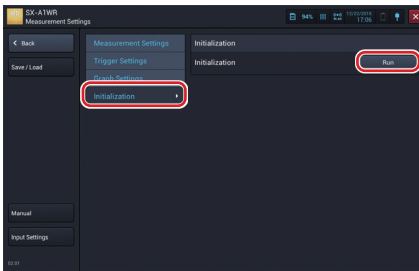 SX-A1WR
Measurement Settings
94%
17:06
Back
Save / Load
Manual
Input Settings
Measurement Settings
Trigger Settings
Graph Settings
Initialization
Initialization
Initialization
Run